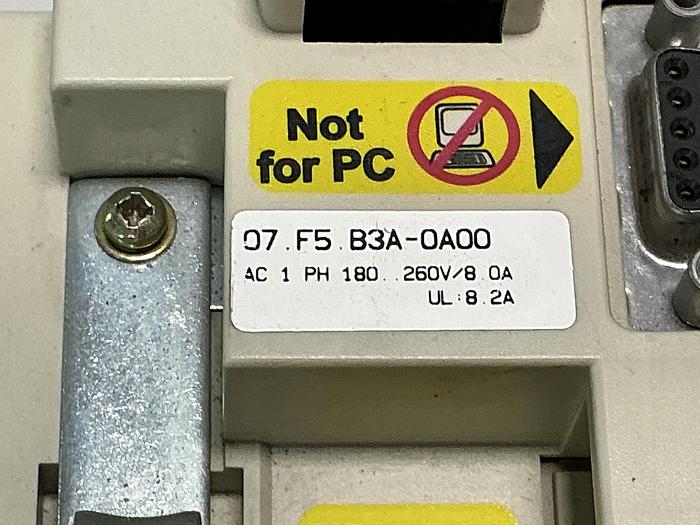 Not
for PC
07.F5.B3A-0A00
AC 1 PH 180..260V/8.0A
UL:8.2A